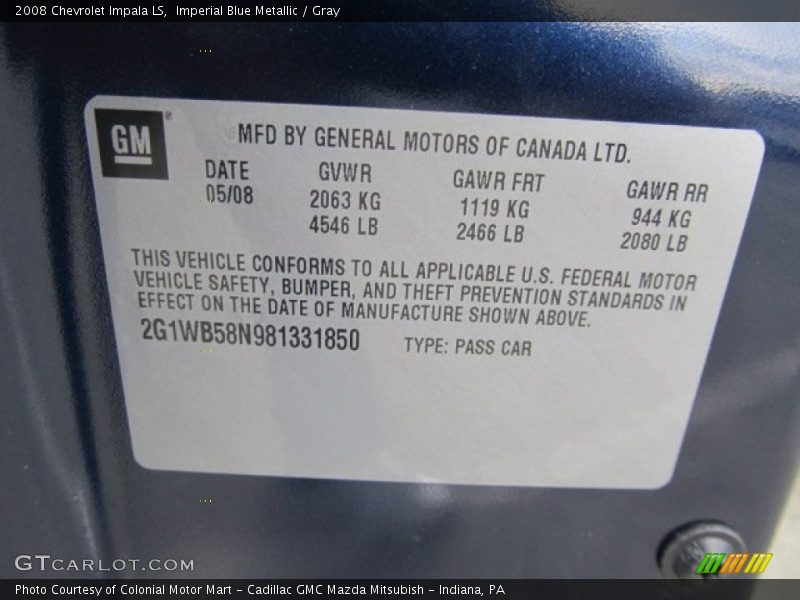 2008 Chevrolet Impala LS,  Imperial Blue Metallic / Gray
GM ®
MFD BY GENERAL MOTORS OF CANADA LTD.
DATE GVWR GAWR FRT GAWR RR
05/08 2063 KG 1119 KG 944 KG
4546 LB 2466 LB 2080 LB
THIS VEHICLE CONFORMS TO ALL APPLICABLE U.S. FEDERAL MOTOR
VEHICLE SAFETY, BUMPER, AND THEFT PREVENTION STANDARDS IN
EFFECT ON THE DATE OF MANUFACTURE SHOWN ABOVE.
2G1WB58N981331850 TYPE: PASS CAR
GTCARLOT.COM
Photo Courtesy of Colonial Motor Mart - Cadillac GMC Mazda Mitsubish - Indiana, PA